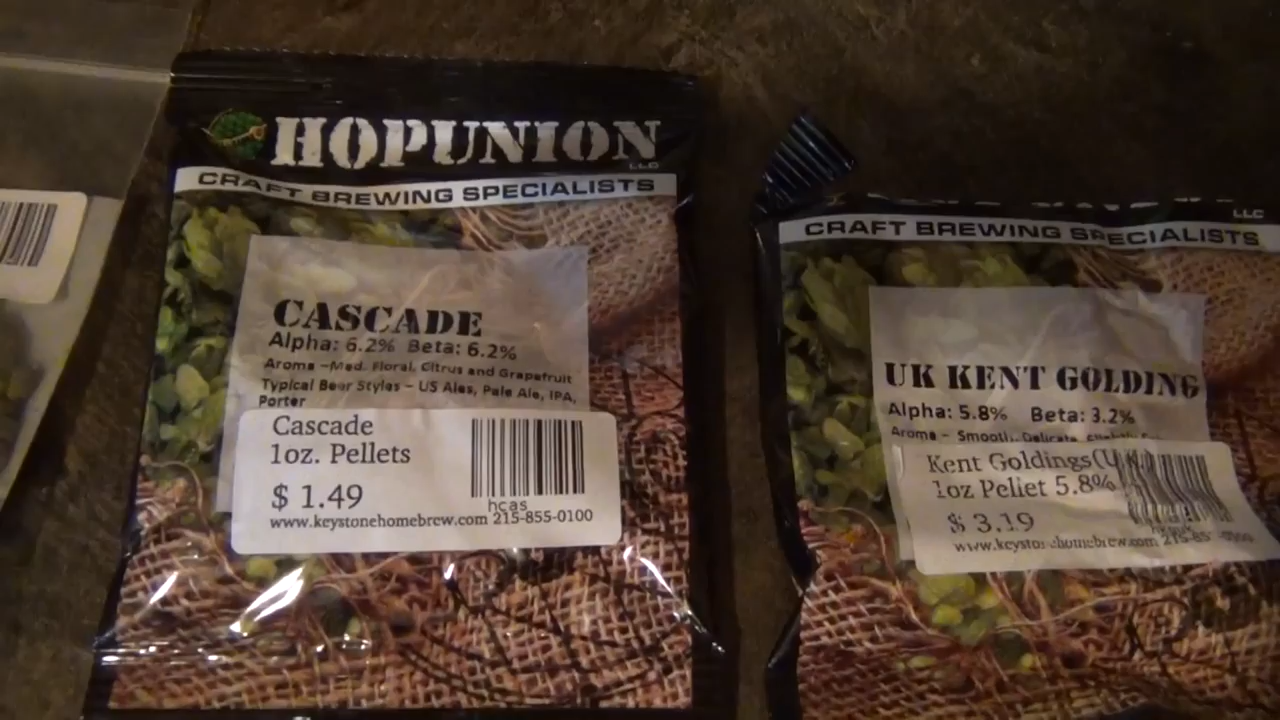 HOPUNION
LLC
CRAFT BREWING SPECIALISTS
CASCADE
Alpha: 6.2% Beta: 6.2%
Aroma -Med. Floral, Citrus and Grapefruit
Typical Beer Styles - US Ales, Pale Ale, IPA,
Porter
Cascade
1oz. Pellets
$ 1.49
hcas
www.keystonehomebrew.com 215-855-0100
LLC
CRAFT BREWING SPECIALISTS
UK KENT GOLDING
Alpha: 5.8% Beta: 3.2%
Aroma - Smooth, Delicate,
Kent Goldings
1oz Pellet 5.8%
$ 3.19
www.keystonehomebrew.com